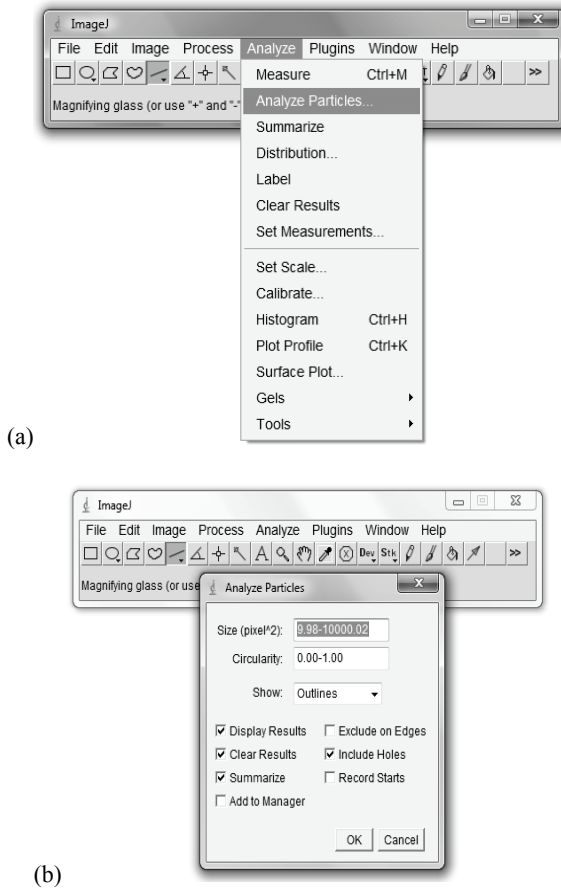 ImageJ
File Edit Image Process Analyze Plugins Window Help
Magnifying glass (or use "+" and "-"
Measure Ctrl+M
Analyze Particles...
Summarize
Distribution...
Label
Clear Results
Set Measurements...
Set Scale...
Calibrate...
Histogram Ctrl+H
Plot Profile Ctrl+K
Surface Plot...
Gels
Tools
(a)
ImageJ
File Edit Image Process Analyze Plugins Window Help
A Dev Stk >>
Magnifying glass (or use
Analyze Particles
Size (pixel^2): 9.98-10000.02
Circularity: 0.00-1.00
Show: Outlines
Display Results Exclude on Edges
Clear Results Include Holes
Summarize Record Starts
Add to Manager
OK Cancel
(b)